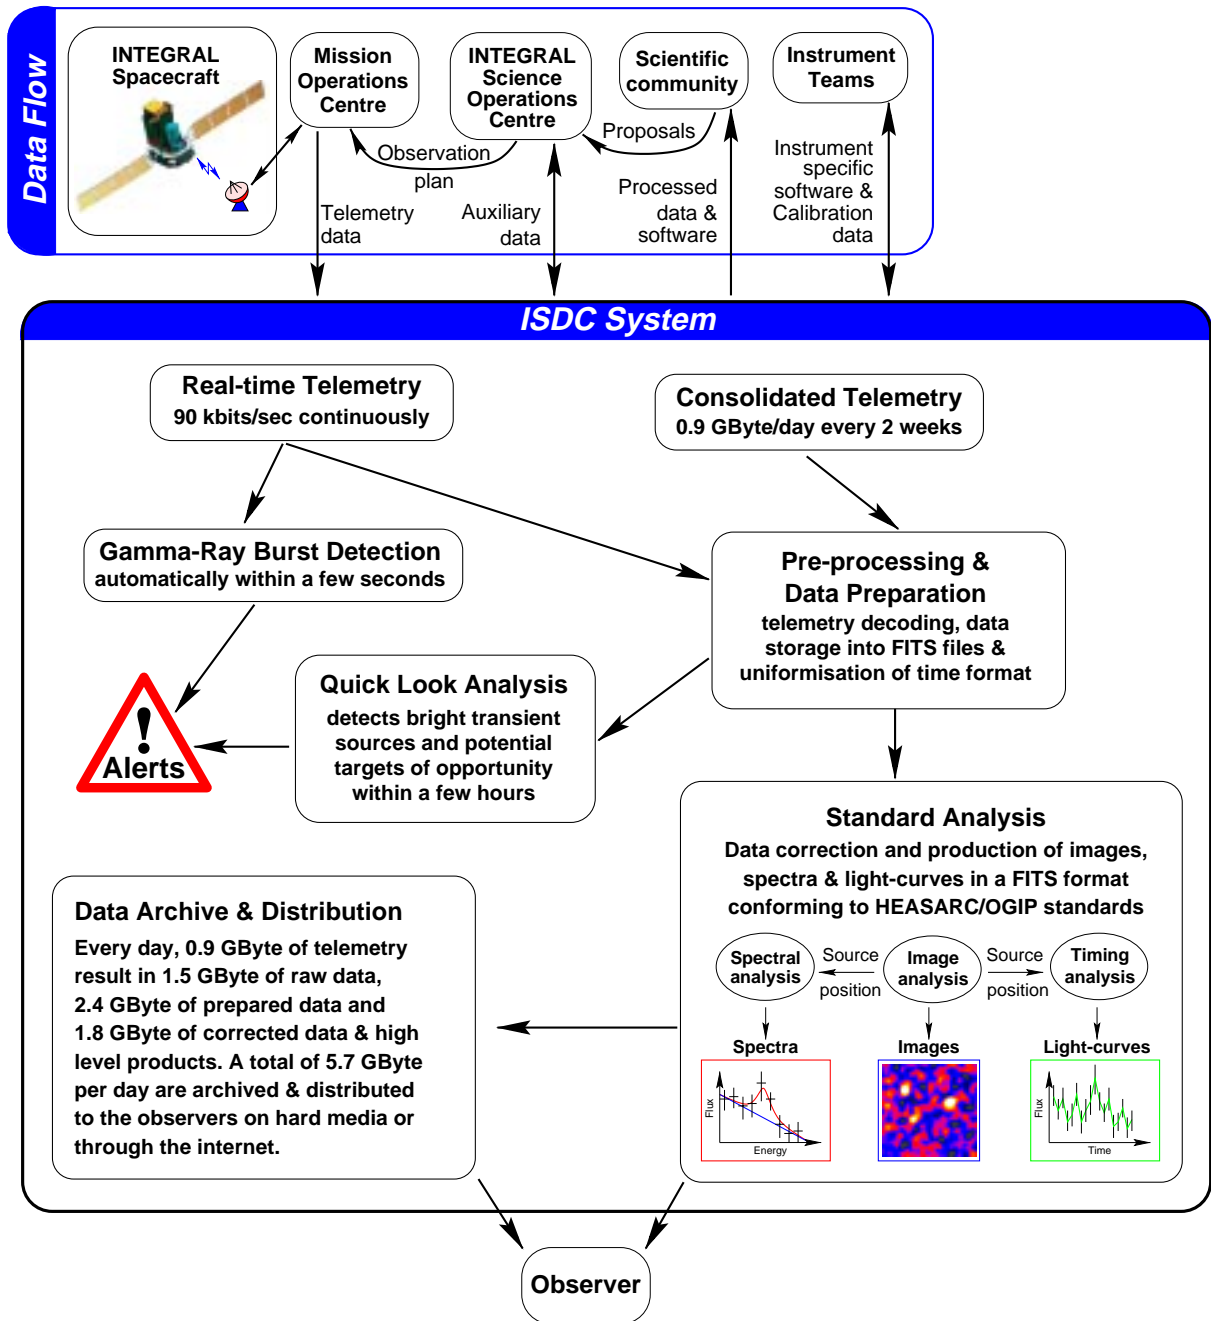 Data Flow
INTEGRAL
Spacecraft
Mission
Operations
Centre
INTEGRAL
Science
Operations
Centre
Scientific
community
Instrument
Teams
Proposals
Observation
plan
Telemetry
data
Auxiliary
data
Processed
data &
software
Instrument
specific
software &
Calibration
data
ISDC System
Real-time Telemetry
90 kbits/sec continuously
Consolidated Telemetry
0.9 GByte/day every 2 weeks
Gamma-Ray Burst Detection
automatically within a few seconds
Pre-processing &
Data Preparation
telemetry decoding, data
storage into FITS files &
uniformisation of time format
Quick Look Analysis
detects bright transient
sources and potential
targets of opportunity
within a few hours
!
Alerts
Standard Analysis
Data correction and production of images,
spectra & light-curves in a FITS format
conforming to HEASARC/OGIP standards
Spectral
analysis
Source
position
Image
analysis
Source
position
Timing
analysis
Spectra
Images
Light-curves
Flux
Energy
Flux
Time
Data Archive & Distribution
Every day, 0.9 GByte of telemetry
result in 1.5 GByte of raw data,
2.4 GByte of prepared data and
1.8 GByte of corrected data & high
level products. A total of 5.7 GByte
per day are archived & distributed
to the observers on hard media or
through the internet.
Observer